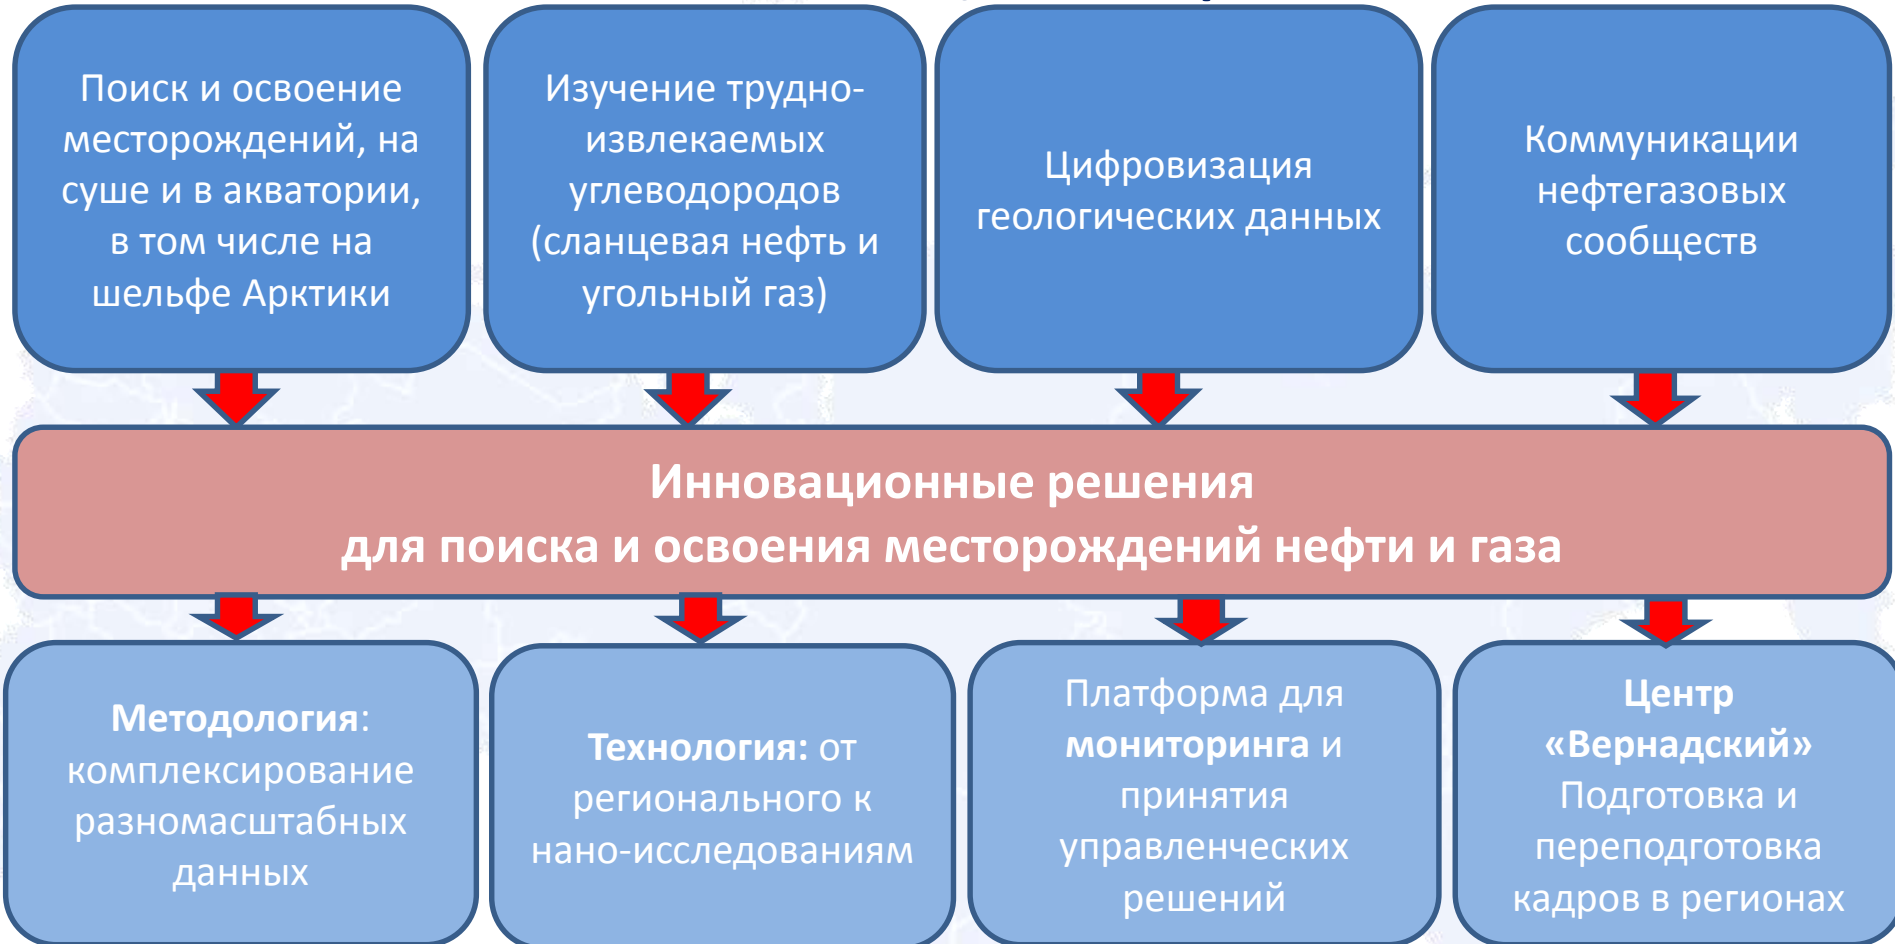 Поиск и освоение
месторождений, на
суше и в акватории,
в том числе на
шельфе Арктики
Изучение трудно-
извлекаемых
углеводородов
(сланцевая нефть и
угольный газ)
Цифровизация
геологических данных
Коммуникации
нефтегазовых
сообществ
Инновационные решения
для поиска и освоения месторождений нефти и газа
Методология:
комплексирование
разномасштабных
данных
Технология: от
регионального к
нано-исследованиям
Платформа для
мониторинга и
принятия
управленческих
решений
Центр
«Вернадский»
Подготовка и
переподготовка
кадров в регионах